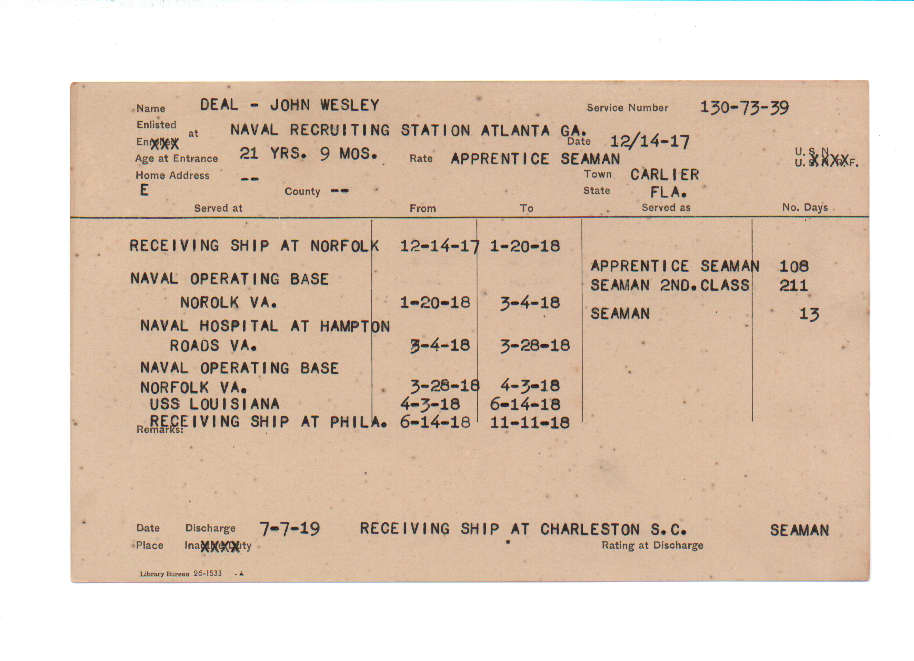 Name DEAL - JOHN WESLEY Service Number 130-73-39
Enlisted at NAVAL RECRUITING STATION ATLANTA GA. Date 12/14-17
Age at Entrance 21 YRS. 9 MOS. Rate APPRENTICE SEAMAN U.S.N.
Home Address -- Town CARLIER
E County -- State FLA.
Served at From To Served as No. Days
RECEIVING SHIP AT NORFOLK 12-14-17 1-20-18
APPRENTICE SEAMAN 108
NAVAL OPERATING BASE SEAMAN 2ND.CLASS 211
NOROLK VA. 1-20-18 3-4-18
SEAMAN 13
NAVAL HOSPITAL AT HAMPTON
ROADS VA. 3-4-18 3-28-18
NAVAL OPERATING BASE
NORFOLK VA. 3-28-18 4-3-18
USS LOUISIANA 4-3-18 6-14-18
RECEIVING SHIP AT PHILA. 6-14-18 11-11-18
Remarks:
Date Discharge 7-7-19 RECEIVING SHIP AT CHARLESTON S.C. SEAMAN
Place Rating at Discharge
Library Bureau 26-1533 -A